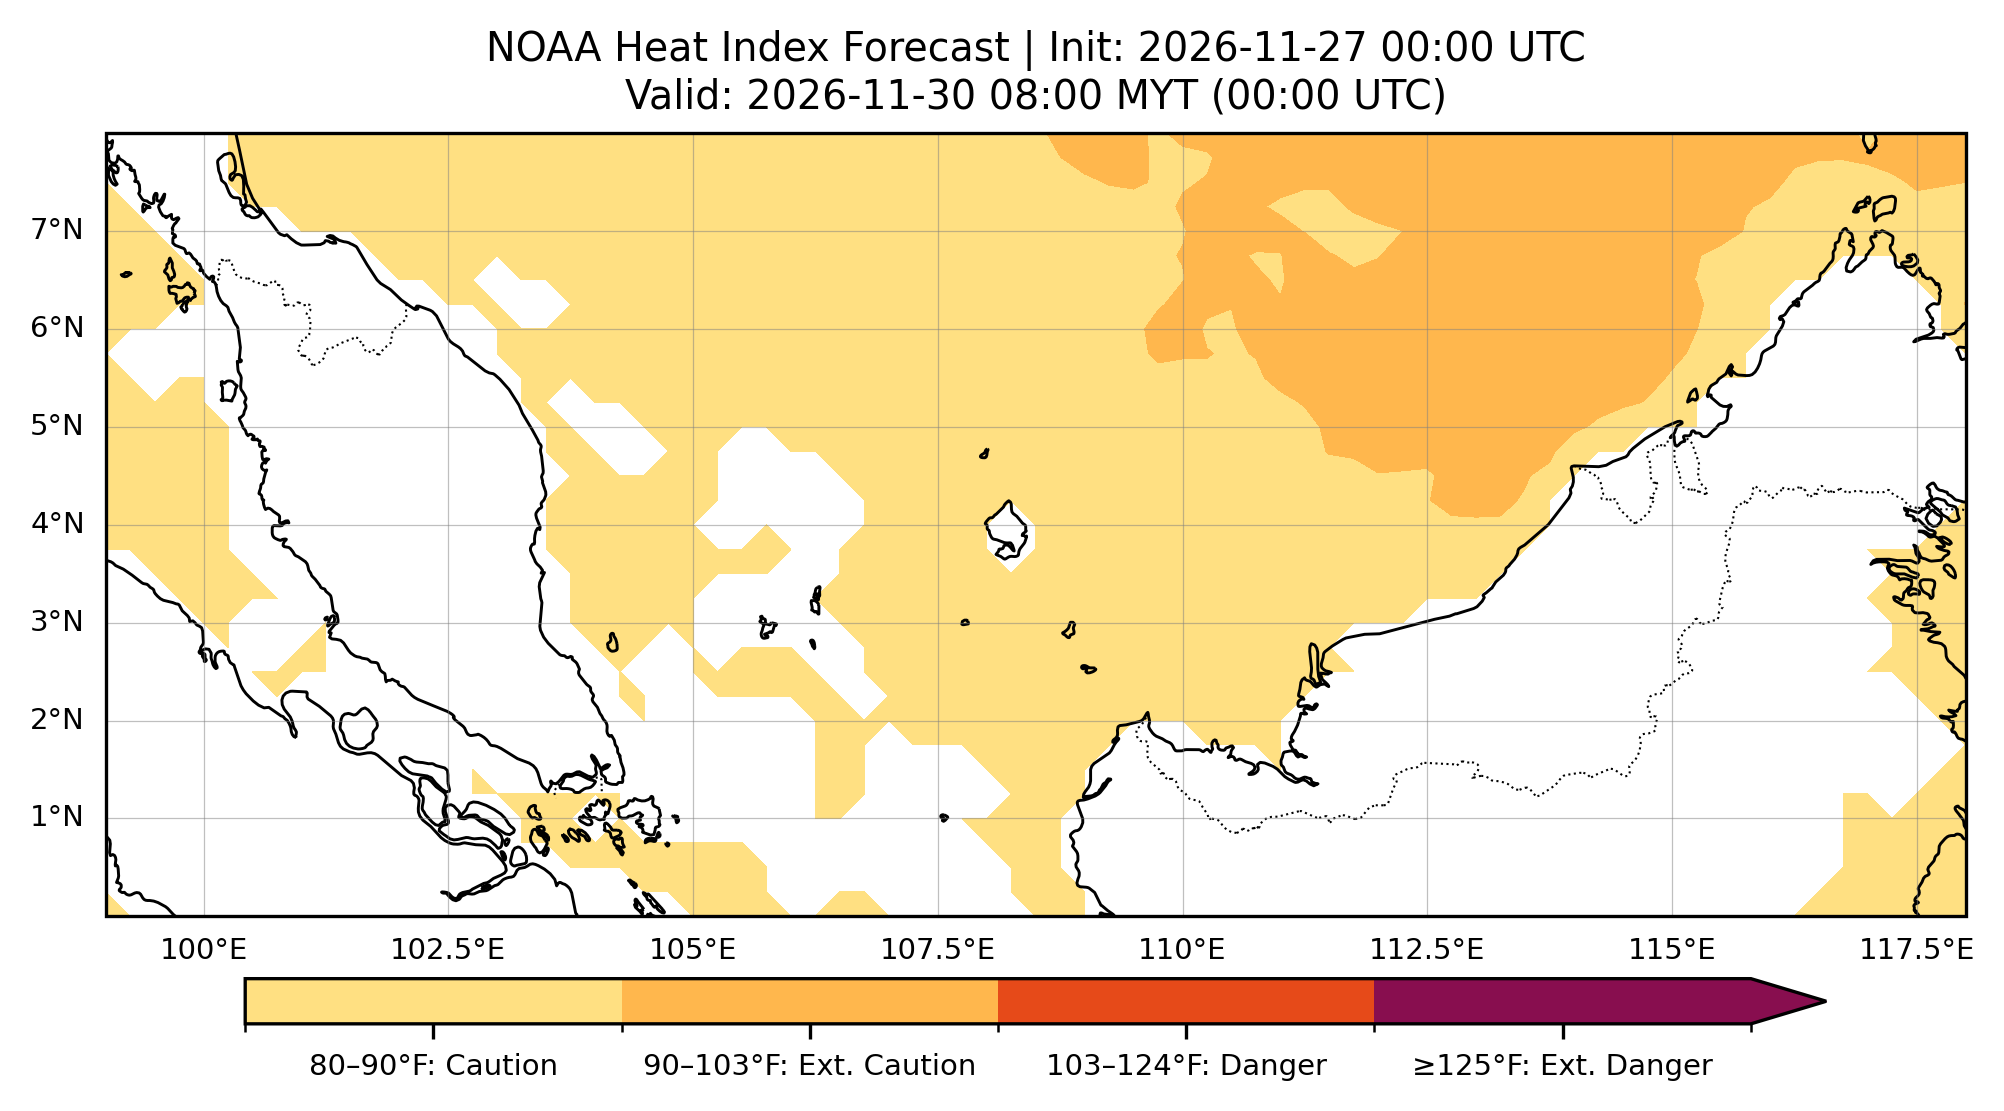 NOAA Heat Index Forecast | Init: 2026-11-27 00:00 UTC
Valid: 2026-11-30 08:00 MYT (00:00 UTC)
7°N
6°N
5°N
4°N
3°N
2°N
1°N
100°E 102.5°E 105°E 107.5°E 110°E 112.5°E 115°E 117.5°E
80–90°F: Caution 90–103°F: Ext. Caution 103–124°F: Danger ≥125°F: Ext. Danger